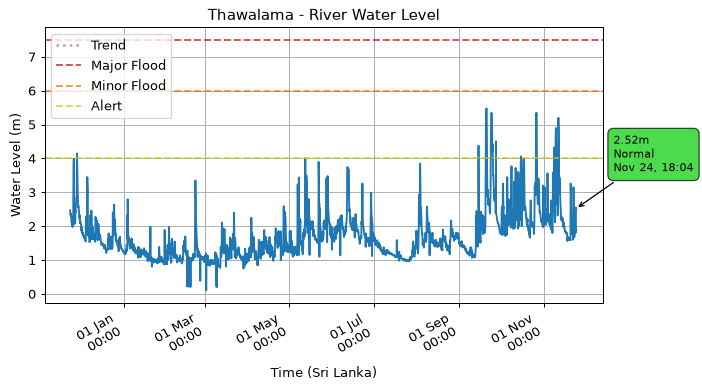 Thawalama - River Water Level
Trend
Major Flood
Minor Flood
Alert
Water Level (m)
7
6
5
4
3
2
1
0
2.52m
Normal
Nov 24, 18:04
01 Jan
00:00
01 Mar
00:00
01 May
00:00
01 Jul
00:00
01 Sep
00:00
01 Nov
00:00
Time (Sri Lanka)